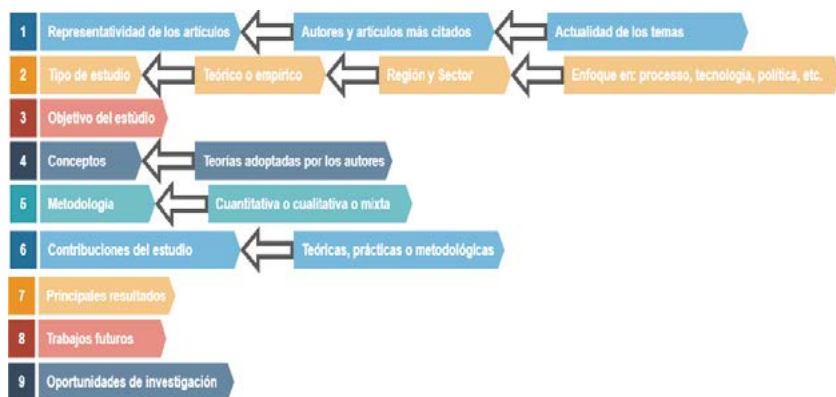 1 Representatividad de los artículos Autores y artículos más citados Actualidad de los temas
2 Tipo de estudio Teórico o empírico Región y Sector Enfoque en: processo, tecnología, política, etc.
3 Objetivo del estúdio
4 Conceptos Teorías adoptadas por los autores
5 Metodologia Cuantitativa o cualitativa o mixta
6 Contribuciones del estudio Teóricas, prácticas o metodológicas
7 Principales resultados
8 Trabajos futuros
9 Oportunidades de investigación